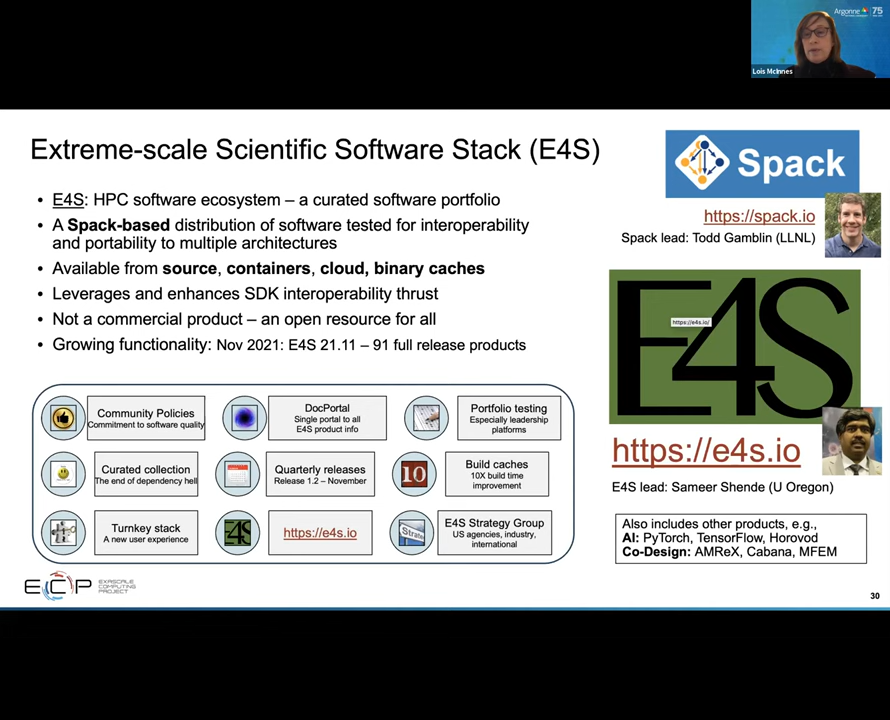 Argonne
NATIONAL LABORATORY
75
Lois McInnes
Extreme-scale Scientific Software Stack (E4S)
• E4S: HPC software ecosystem – a curated software portfolio
• A Spack-based distribution of software tested for interoperability
and portability to multiple architectures
• Available from source, containers, cloud, binary caches
• Leverages and enhances SDK interoperability thrust
• Not a commercial product – an open resource for all
• Growing functionality: Nov 2021: E4S 21.11 – 91 full release products
Spack
https://spack.io
Spack lead: Todd Gamblin (LLNL)
E4S
https://e4s.io/
https://e4s.io
E4S lead: Sameer Shende (U Oregon)
Also includes other products, e.g.,
AI: PyTorch, TensorFlow, Horovod
Co-Design: AMReX, Cabana, MFEM
Community Policies
Commitment to software quality
DocPortal
Single portal to all
E4S product info
Portfolio testing
Especially leadership
platforms
Curated collection
The end of dependency hell
Quarterly releases
Release 1.2 – November
10
Build caches
10X build time
improvement
Turnkey stack
A new user experience
E4S
https://e4s.io
Strate
E4S Strategy Group
US agencies, industry,
international
ECP
EXASCALE
COMPUTING
PROJECT
30